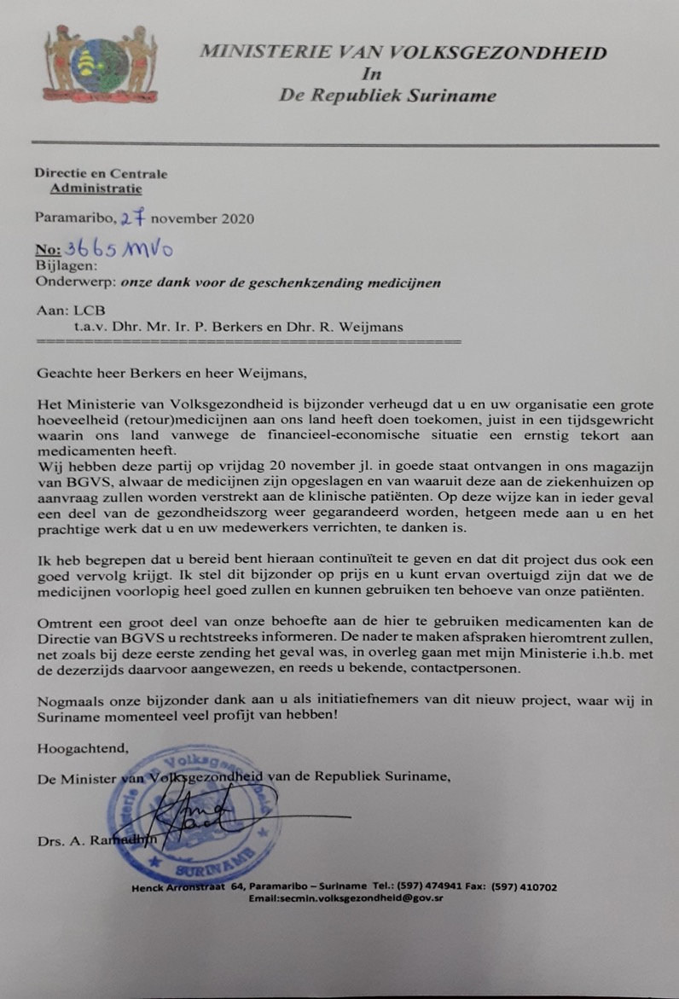 MINISTERIE VAN VOLKSGEZONDHEID
In
De Republiek Suriname
Directie en Centrale
Administratie
Paramaribo, 27 november 2020
No: 3665 MVO
Bijlagen:
Onderwerp: onze dank voor de geschenkzending medicijnen
Aan: LCB
t.a.v. Dhr. Mr. Ir. P. Berkers en Dhr. R. Weijmans
================================================
Geachte heer Berkers en heer Weijmans,
Het Ministerie van Volksgezondheid is bijzonder verheugd dat u en uw organisatie een grote
hoeveelheid (retour)medicijnen aan ons land heeft doen toekomen, juist in een tijdsgewricht
waarin ons land vanwege de financieel-economische situatie een ernstig tekort aan
medicamenten heeft.
Wij hebben deze partij op vrijdag 20 november jl. in goede staat ontvangen in ons magazijn
van BGVS, alwaar de medicijnen zijn opgeslagen en van waaruit deze aan de ziekenhuizen op
aanvraag zullen worden verstrekt aan de klinische patiënten. Op deze wijze kan in ieder geval
een deel van de gezondheidszorg weer gegarandeerd worden, hetgeen mede aan u en het
prachtige werk dat u en uw medewerkers verrichten, te danken is.
Ik heb begrepen dat u bereid bent hieraan continuïteit te geven en dat dit project dus ook een
goed vervolg krijgt. Ik stel dit bijzonder op prijs en u kunt ervan overtuigd zijn dat we de
medicijnen voorlopig heel goed zullen en kunnen gebruiken ten behoeve van onze patiënten.
Omtrent een groot deel van onze behoefte aan de hier te gebruiken medicamenten kan de
Directie van BGVS u rechtstreeks informeren. De nader te maken afspraken hieromtrent zullen,
net zoals bij deze eerste zending het geval was, in overleg gaan met mijn Ministerie i.h.b. met
de dezerzijds daarvoor aangewezen, en reeds u bekende, contactpersonen.
Nogmaals onze bijzonder dank aan u als initiatiefnemers van dit nieuw project, waar wij in
Suriname momenteel veel profijt van hebben!
Hoogachtend,
De Minister van Volksgezondheid van de Republiek Suriname,
Drs. A. Ramadhin
Ministerie van Volksgezondheid
SURINAME
Henck Arronstraat 64, Paramaribo – Suriname Tel.: (597) 474941 Fax: (597) 410702
Email:secmin.volksgezondheid@gov.sr